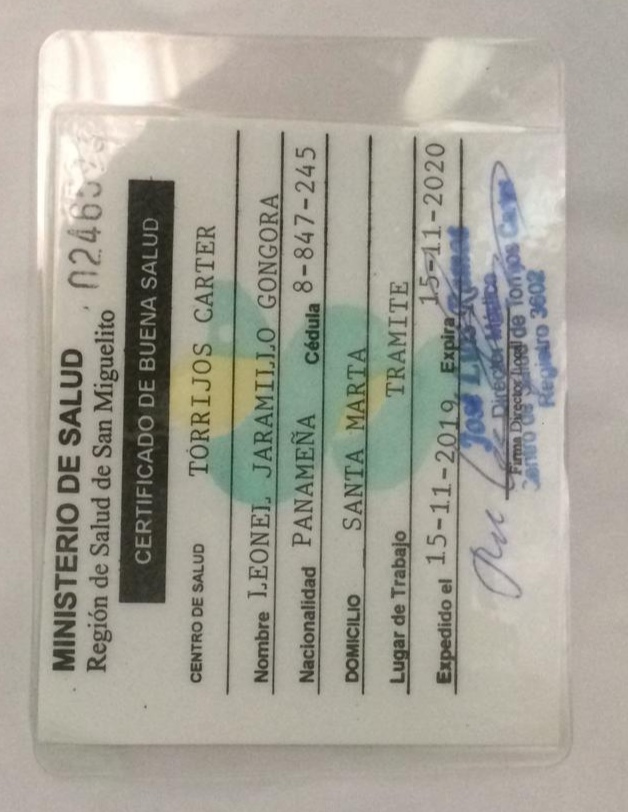 MINISTERIO DE SALUD
Región de Salud de San Miguelito
CERTIFICADO DE BUENA SALUD
CENTRO DE SALUD TORRIJOS CARTER
Nombre LEONEL JARAMILLO GONGORA
Nacionalidad PANAMEÑA Cédula 8-847-245
DOMICILIO SANTA MARTA
Lugar de Trabajo TRAMITE
Expedido el 15-11-2019 Expira 15-11-2020
José Luis Ramos
Director Médico
Firma Director Local
Centro de Salud de Torrijos Carter
Registro 3602